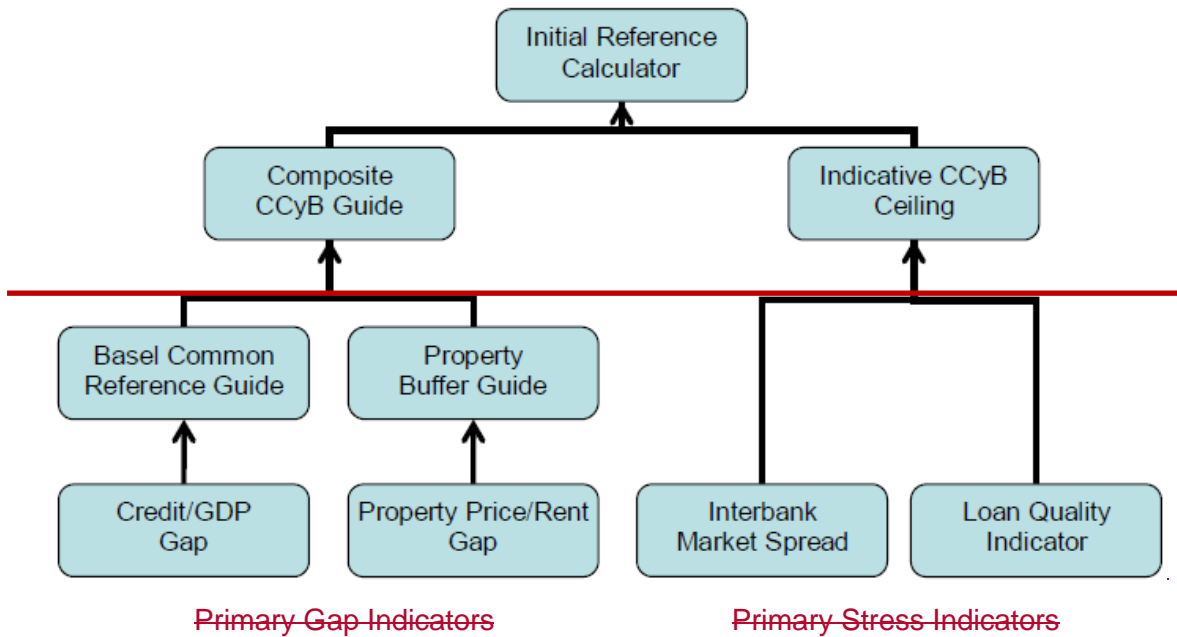 Initial Reference
Calculator
Composite
CCyB Guide
Indicative CCyB
Ceiling
Basel Common
Reference Guide
Property
Buffer Guide
Credit/GDP
Gap
Property Price/Rent
Gap
Interbank
Market Spread
Loan Quality
Indicator
Primary Gap Indicators
Primary Stress Indicators